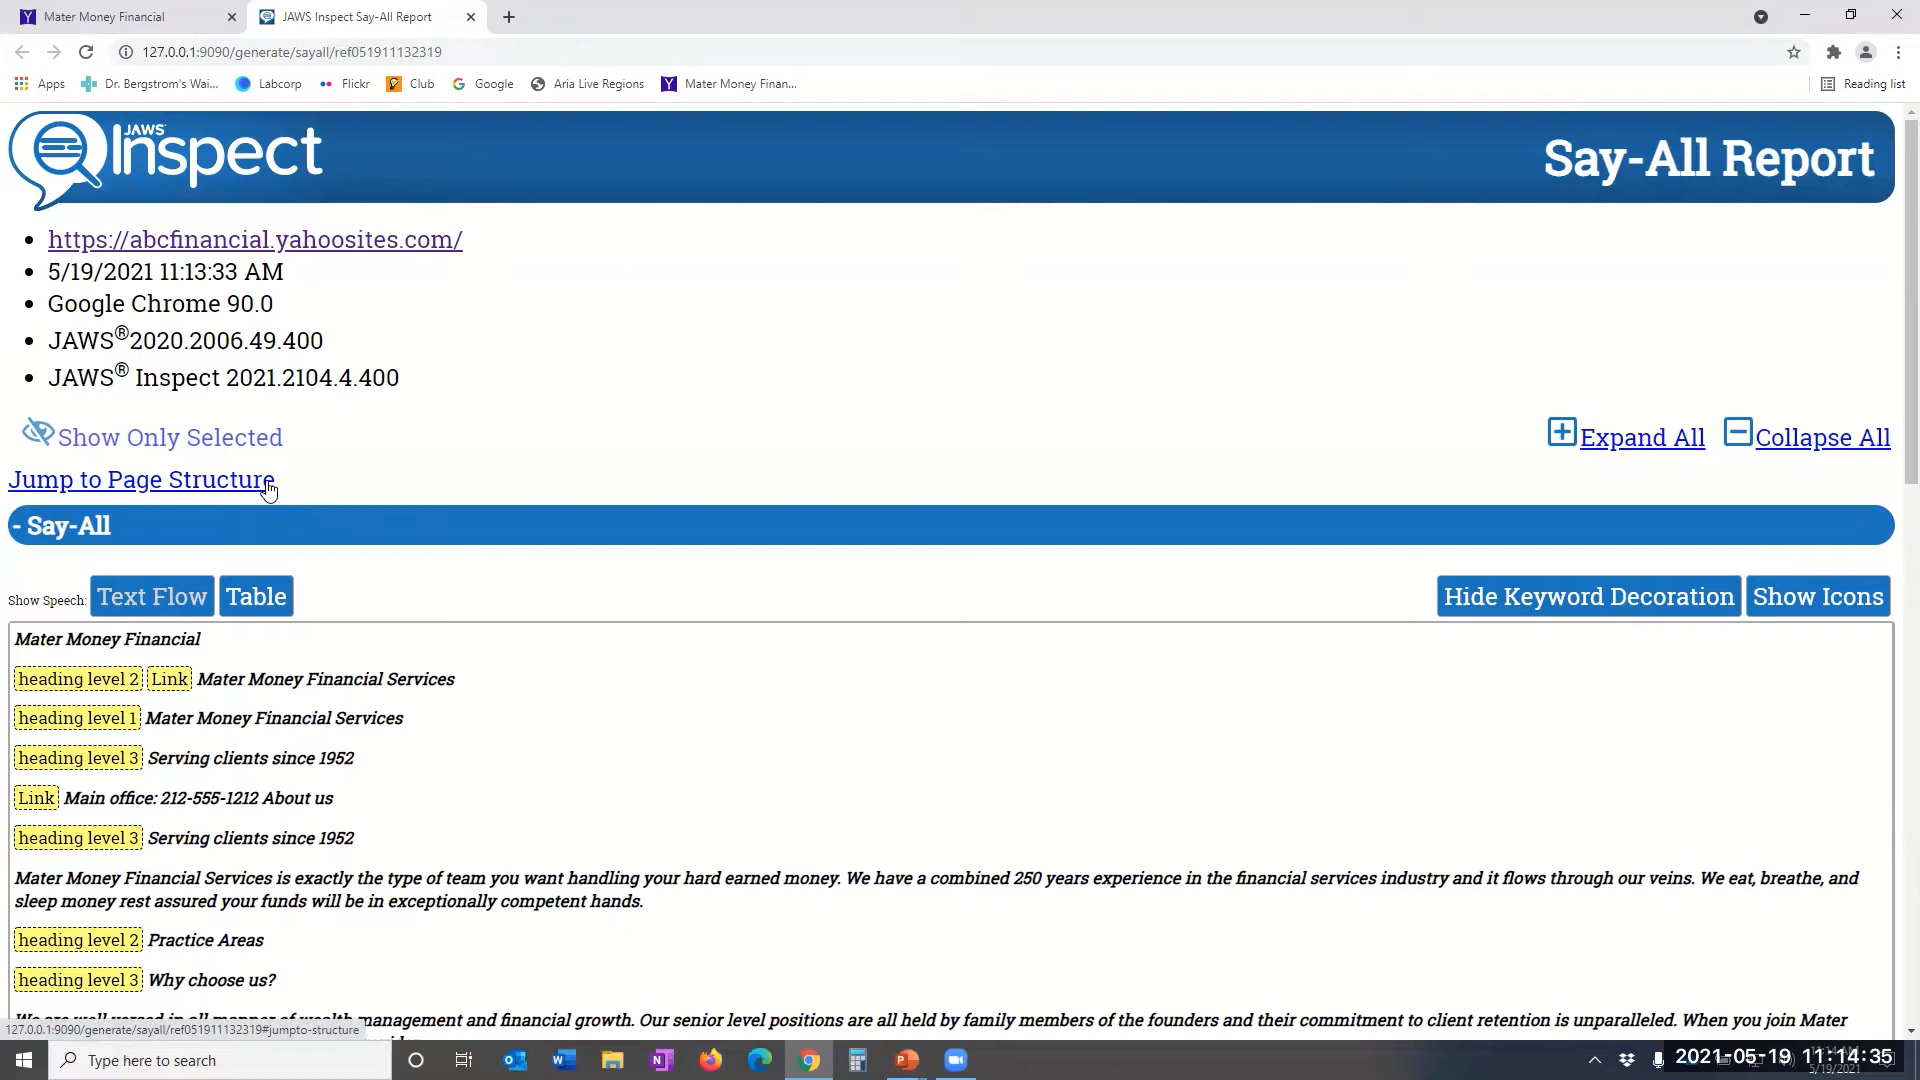 Mater Money Financial
JAWS Inspect Say-All Report
127.0.0.1:9090/generate/sayall/ref051911132319
Apps
Dr. Bergstrom's Wai...
Labcorp
Flickr
Club
Google
Aria Live Regions
Mater Money Finan...
Reading list
JAWS
Inspect
Say-All Report
https://abcfinancial.yahoosites.com/
5/19/2021 11:13:33 AM
Google Chrome 90.0
JAWS®2020.2006.49.400
JAWS® Inspect 2021.2104.4.400
Show Only Selected
Expand All
Collapse All
Jump to Page Structure
- Say-All
Show Speech: Text Flow Table
Hide Keyword Decoration Show Icons
Mater Money Financial
heading level 2 Link Mater Money Financial Services
heading level 1 Mater Money Financial Services
heading level 3 Serving clients since 1952
Link Main office: 212-555-1212 About us
heading level 3 Serving clients since 1952
Mater Money Financial Services is exactly the type of team you want handling your hard earned money. We have a combined 250 years experience in the financial services industry and it flows through our veins. We eat, breathe, and
sleep money rest assured your funds will be in exceptionally competent hands.
heading level 2 Practice Areas
heading level 3 Why choose us?
management and financial growth. Our senior level positions are all held by family members of the founders and their commitment to client retention is unparalleled. When you join Mater
127.0.0.1:9090/generate/sayall/ref051911132319#jumpto-structure
Type here to search
2021-05-19 11:14:35
5/19/2021